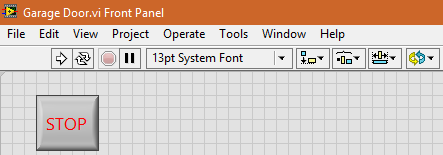 Garage Door.vi Front Panel
File Edit View Project Operate Tools Window Help
13pt System Font
STOP